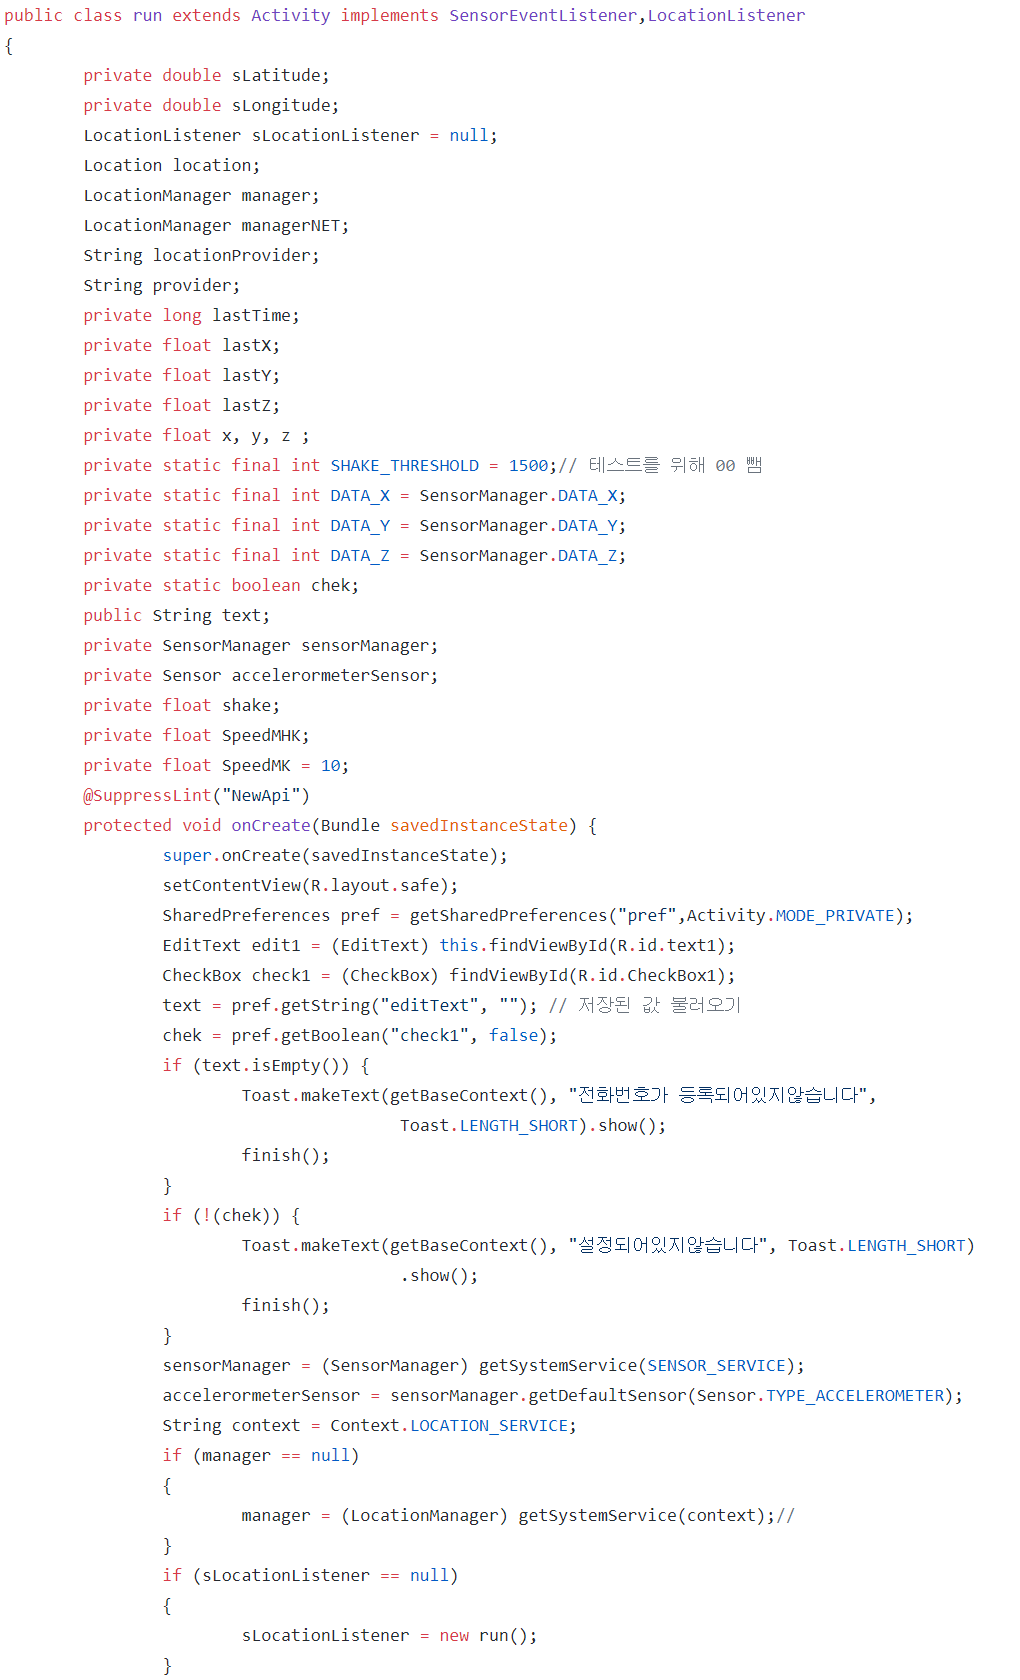 public class run extends Activity implements SensorEventListener,LocationListener
{
private double sLatitude;
private double sLongitude;
LocationListener sLocationListener = null;
Location location;
LocationManager manager;
LocationManager managerNET;
String locationProvider;
String provider;
private long lastTime;
private float lastX;
private float lastY;
private float lastZ;
private float x, y, z ;
private static final int SHAKE_THRESHOLD = 1500;// 테스트를 위해 00 뺌
private static final int DATA_X = SensorManager.DATA_X;
private static final int DATA_Y = SensorManager.DATA_Y;
private static final int DATA_Z = SensorManager.DATA_Z;
private static boolean chek;
public String text;
private SensorManager sensorManager;
private Sensor accelerormeterSensor;
private float shake;
private float SpeedMHK;
private float SpeedMK = 10;
@SuppressLint("NewApi")
protected void onCreate(Bundle savedInstanceState) {
super.onCreate(savedInstanceState);
setContentView(R.layout.safe);
SharedPreferences pref = getSharedPreferences("pref",Activity.MODE_PRIVATE);
EditText edit1 = (EditText) this.findViewById(R.id.text1);
CheckBox check1 = (CheckBox) findViewById(R.id.CheckBox1);
text = pref.getString("editText", ""); // 저장된 값 불러오기
chek = pref.getBoolean("check1", false);
if (text.isEmpty()) {
Toast.makeText(getBaseContext(), "전화번호가 등록되어있지않습니다",
Toast.LENGTH_SHORT).show();
finish();
}
if (!(chek)) {
Toast.makeText(getBaseContext(), "설정되어있지않습니다", Toast.LENGTH_SHORT)
.show();
finish();
}
sensorManager = (SensorManager) getSystemService(SENSOR_SERVICE);
accelerormeterSensor = sensorManager.getDefaultSensor(Sensor.TYPE_ACCELEROMETER);
String context = Context.LOCATION_SERVICE;
if (manager == null)
{
manager = (LocationManager) getSystemService(context);//
}
if (sLocationListener == null)
{
sLocationListener = new run();
}